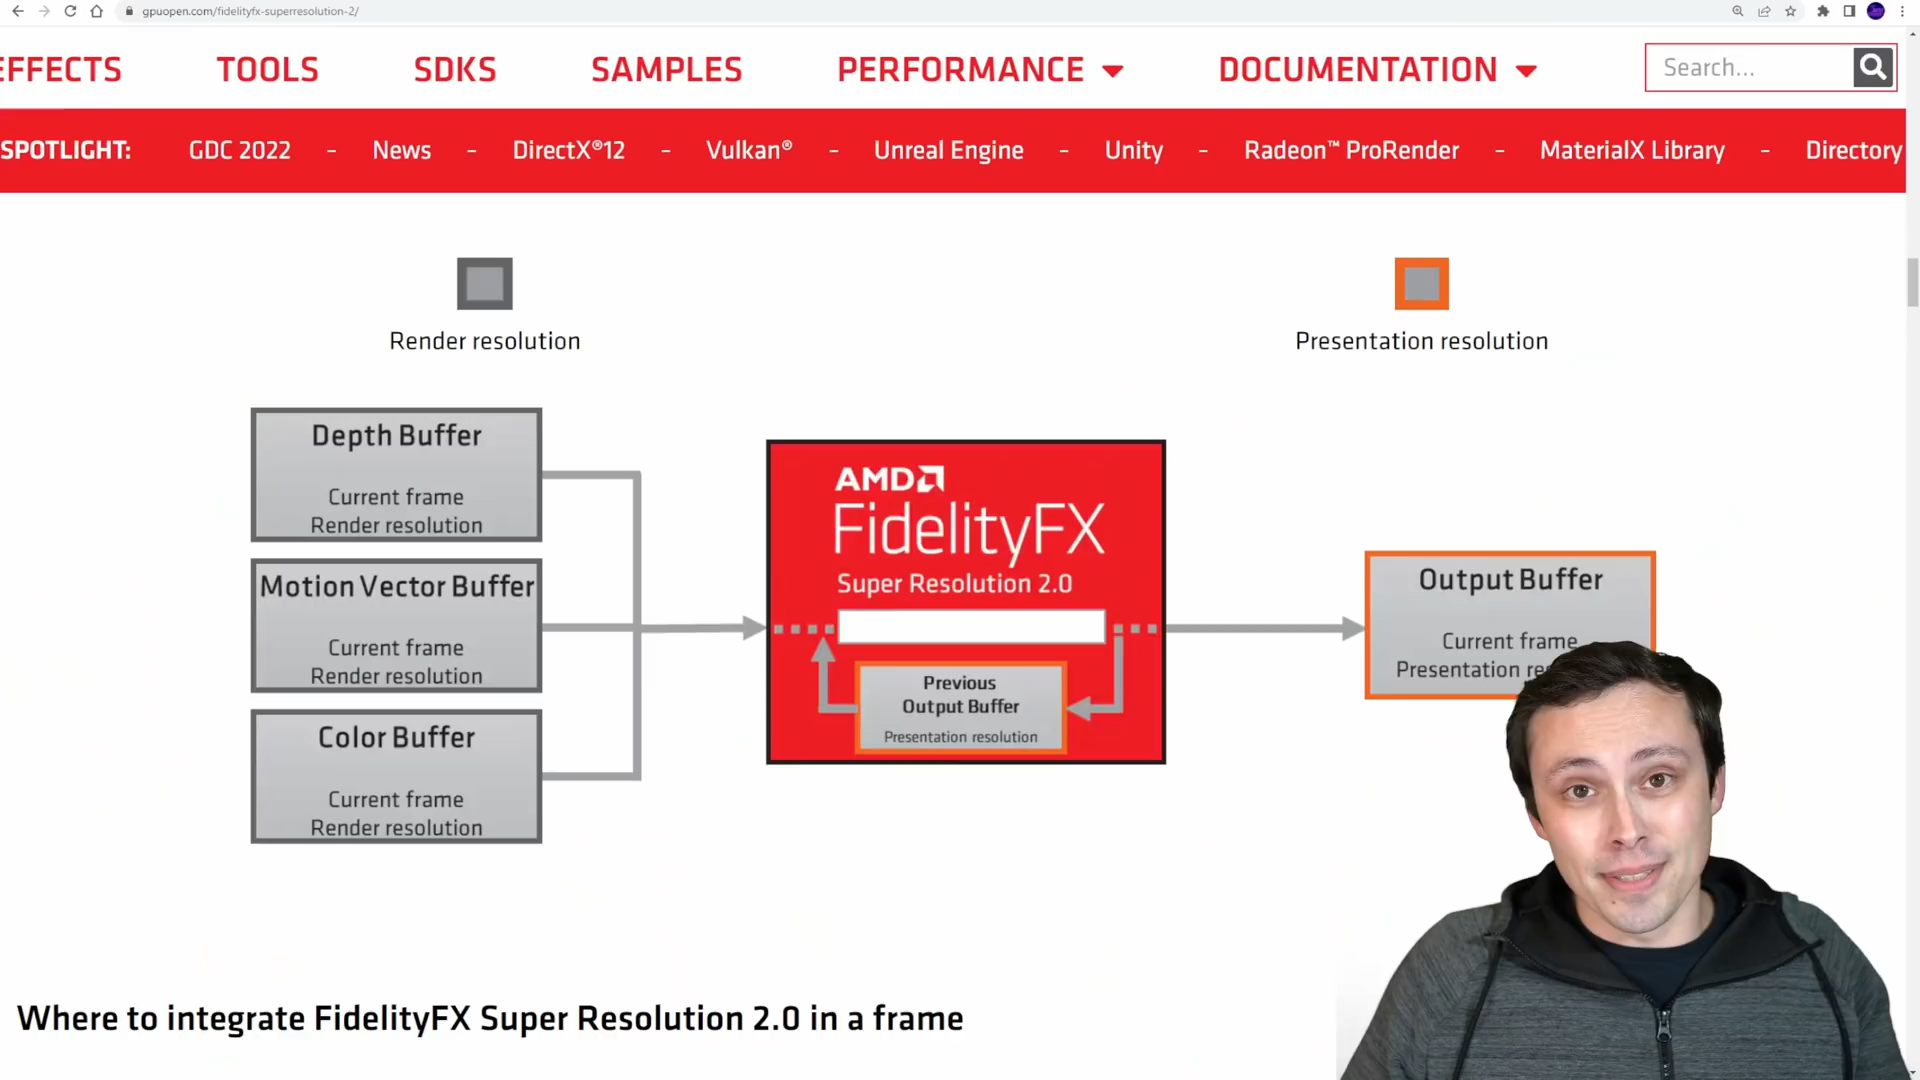 gpuopen.com/fidelityfx-superresolution-2/
EFFECTS TOOLS SDKS SAMPLES PERFORMANCE DOCUMENTATION Search...
SPOTLIGHT: GDC 2022 - News - DirectX®12 - Vulkan® - Unreal Engine - Unity - Radeon™ ProRender - MaterialX Library - Directory
Render resolution
Presentation resolution
Depth Buffer
Current frame
Render resolution
Motion Vector Buffer
Current frame
Render resolution
Color Buffer
Current frame
Render resolution
AMD
FidelityFX
Super Resolution 2.0
Previous
Output Buffer
Presentation resolution
Output Buffer
Current frame
Presentation
Where to integrate FidelityFX Super Resolution 2.0 in a frame